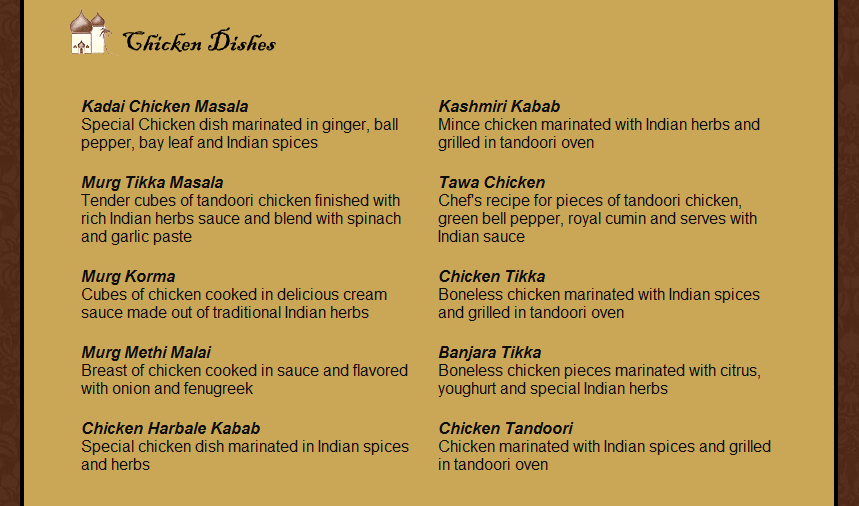 Chicken Dishes
Kadai Chicken Masala
Special Chicken dish marinated in ginger, ball
pepper, bay leaf and Indian spices
Murg Tikka Masala
Tender cubes of tandoori chicken finished with
rich Indian herbs sauce and blend with spinach
and garlic paste
Murg Korma
Cubes of chicken cooked in delicious cream
sauce made out of traditional Indian herbs
Murg Methi Malai
Breast of chicken cooked in sauce and flavored
with onion and fenugreek
Chicken Harbale Kabab
Special chicken dish marinated in Indian spices
and herbs
Kashmiri Kabab
Mince chicken marinated with Indian herbs and
grilled in tandoori oven
Tawa Chicken
Chef's recipe for pieces of tandoori chicken,
green bell pepper, royal cumin and serves with
Indian sauce
Chicken Tikka
Boneless chicken marinated with Indian spices
and grilled in tandoori oven
Banjara Tikka
Boneless chicken pieces marinated with citrus,
youghurt and special Indian herbs
Chicken Tandoori
Chicken marinated with Indian spices and grilled
in tandoori oven